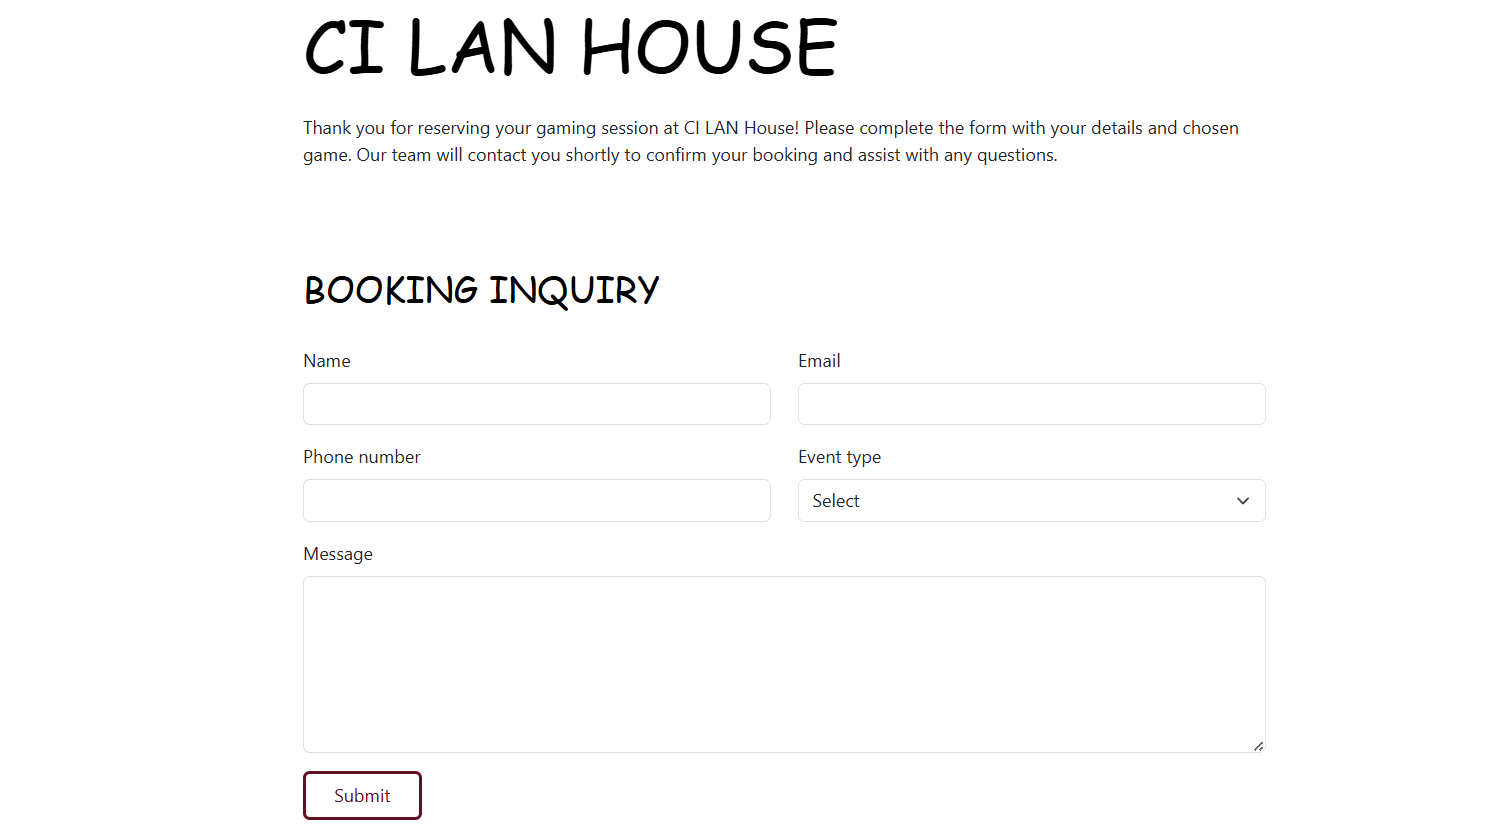 CI LAN HOUSE
Thank you for reserving your gaming session at CI LAN House! Please complete the form with your details and chosen
game. Our team will contact you shortly to confirm your booking and assist with any questions.
BOOKING INQUIRY
Name
Email
Phone number
Event type
Select
Message
Submit